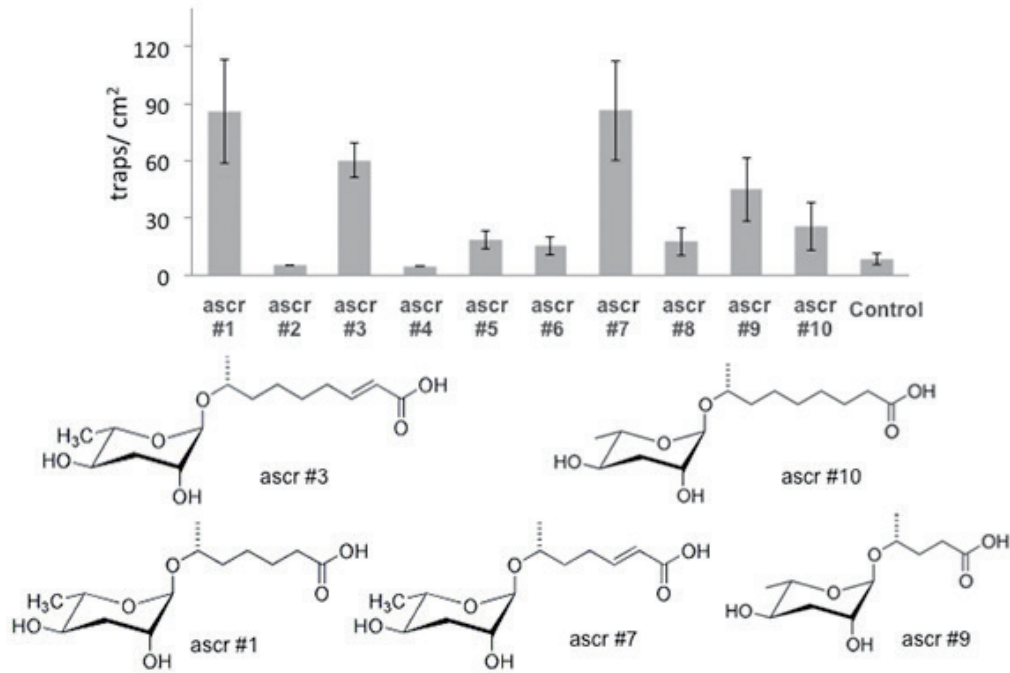 traps/ cm²
120
90
60
30
0
ascr #1
ascr #2
ascr #3
ascr #4
ascr #5
ascr #6
ascr #7
ascr #8
ascr #9
ascr #10
Control
OH
O
O
H₃C
O
HO
OH
ascr #3
OH
O
O
O
HO
OH
ascr #10
OH
O
O
H₃C
O
HO
OH
ascr #1
OH
O
O
H₃C
O
HO
OH
ascr #7
OH
O
O
O
HO
OH
ascr #9